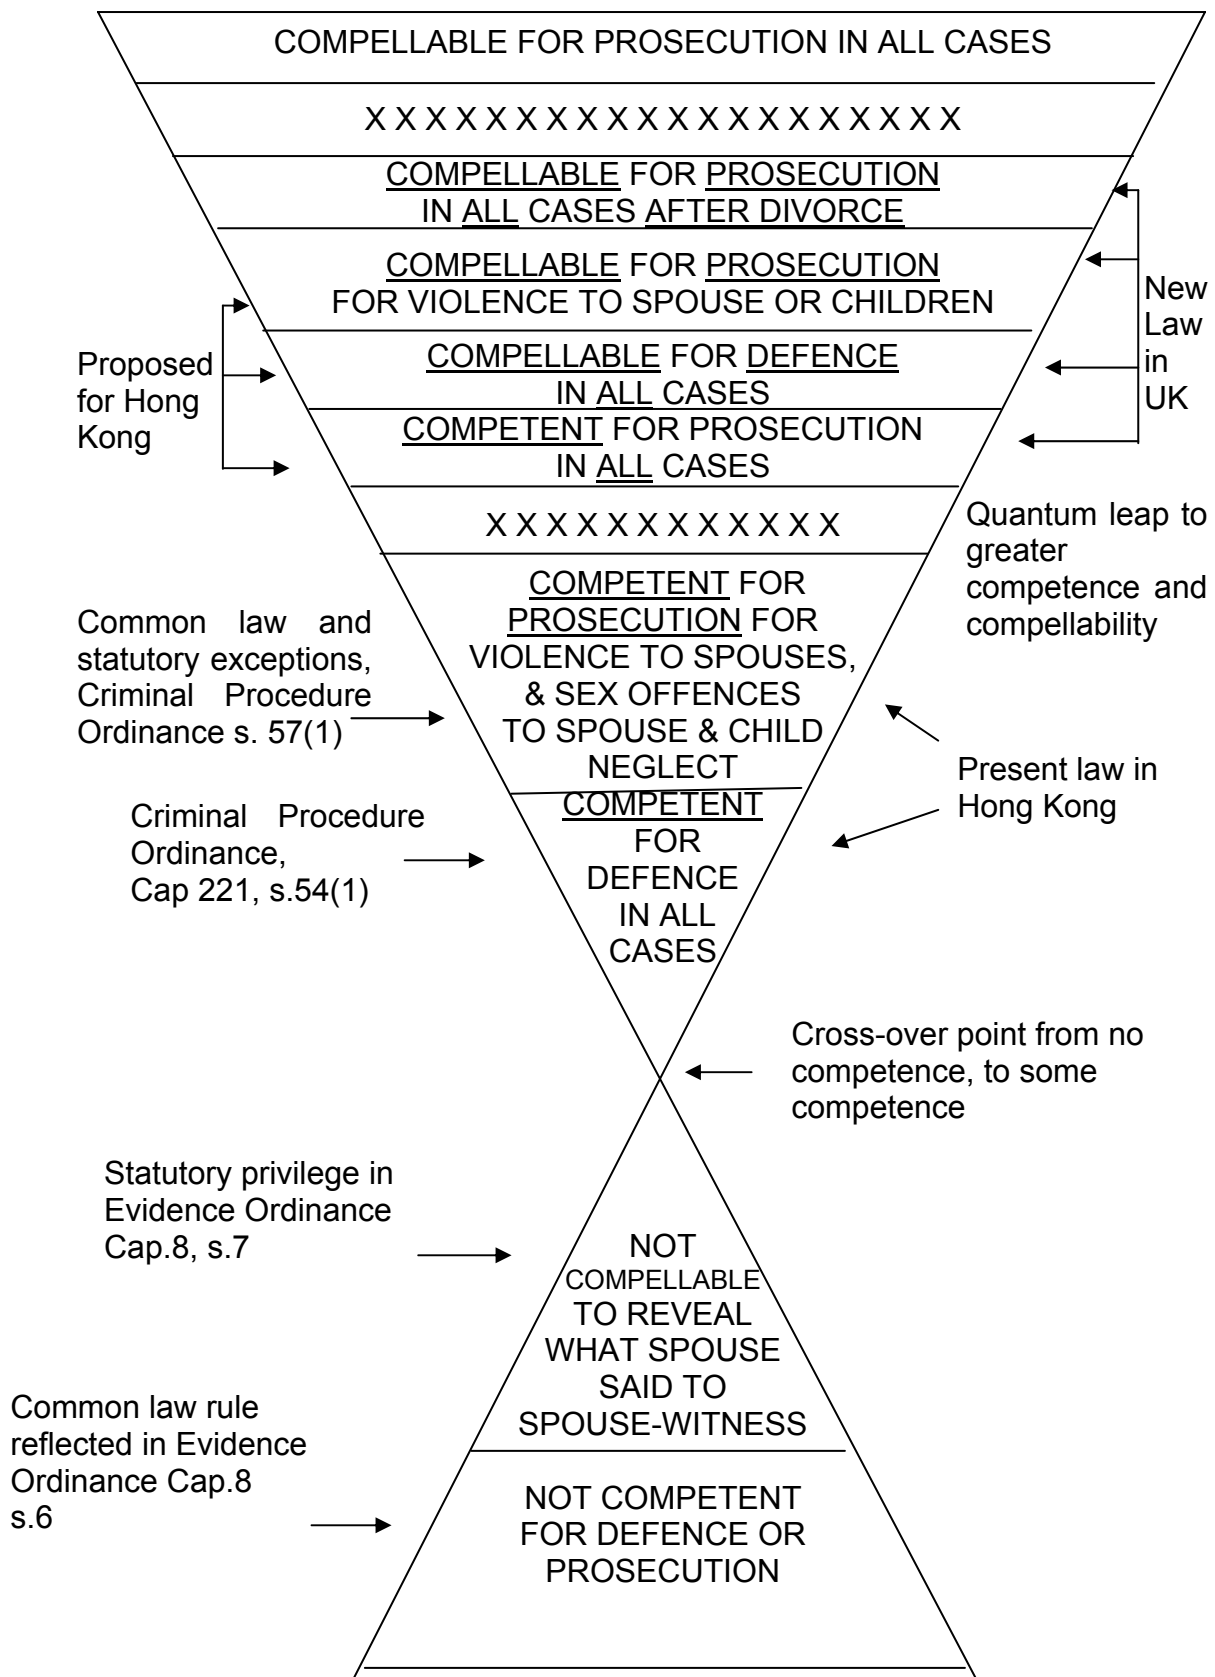 COMPELLABLE FOR PROSECUTION IN ALL CASES
X X X X X X X X X X X X X X X X X X X X
COMPELLABLE FOR PROSECUTION
IN ALL CASES AFTER DIVORCE
COMPELLABLE FOR PROSECUTION
FOR VIOLENCE TO SPOUSE OR CHILDREN
New
Law
in
UK
Proposed
for Hong
Kong
COMPELLABLE FOR DEFENCE
IN ALL CASES
COMPETENT FOR PROSECUTION
IN ALL CASES
X X X X X X X X X X X X
Quantum leap to
greater
competence and
compellability
Common law and
statutory exceptions,
Criminal Procedure
Ordinance s. 57(1)
COMPETENT FOR
PROSECUTION FOR
VIOLENCE TO SPOUSES,
& SEX OFFENCES
TO SPOUSE & CHILD
NEGLECT
Present law in
Hong Kong
Criminal Procedure
Ordinance,
Cap 221, s.54(1)
COMPETENT
FOR
DEFENCE
IN ALL
CASES
Cross-over point from no
competence, to some
competence
Statutory privilege in
Evidence Ordinance
Cap.8, s.7
NOT
COMPELLABLE
TO REVEAL
WHAT SPOUSE
SAID TO
SPOUSE-WITNESS
Common law rule
reflected in Evidence
Ordinance Cap.8
s.6
NOT COMPETENT
FOR DEFENCE OR
PROSECUTION